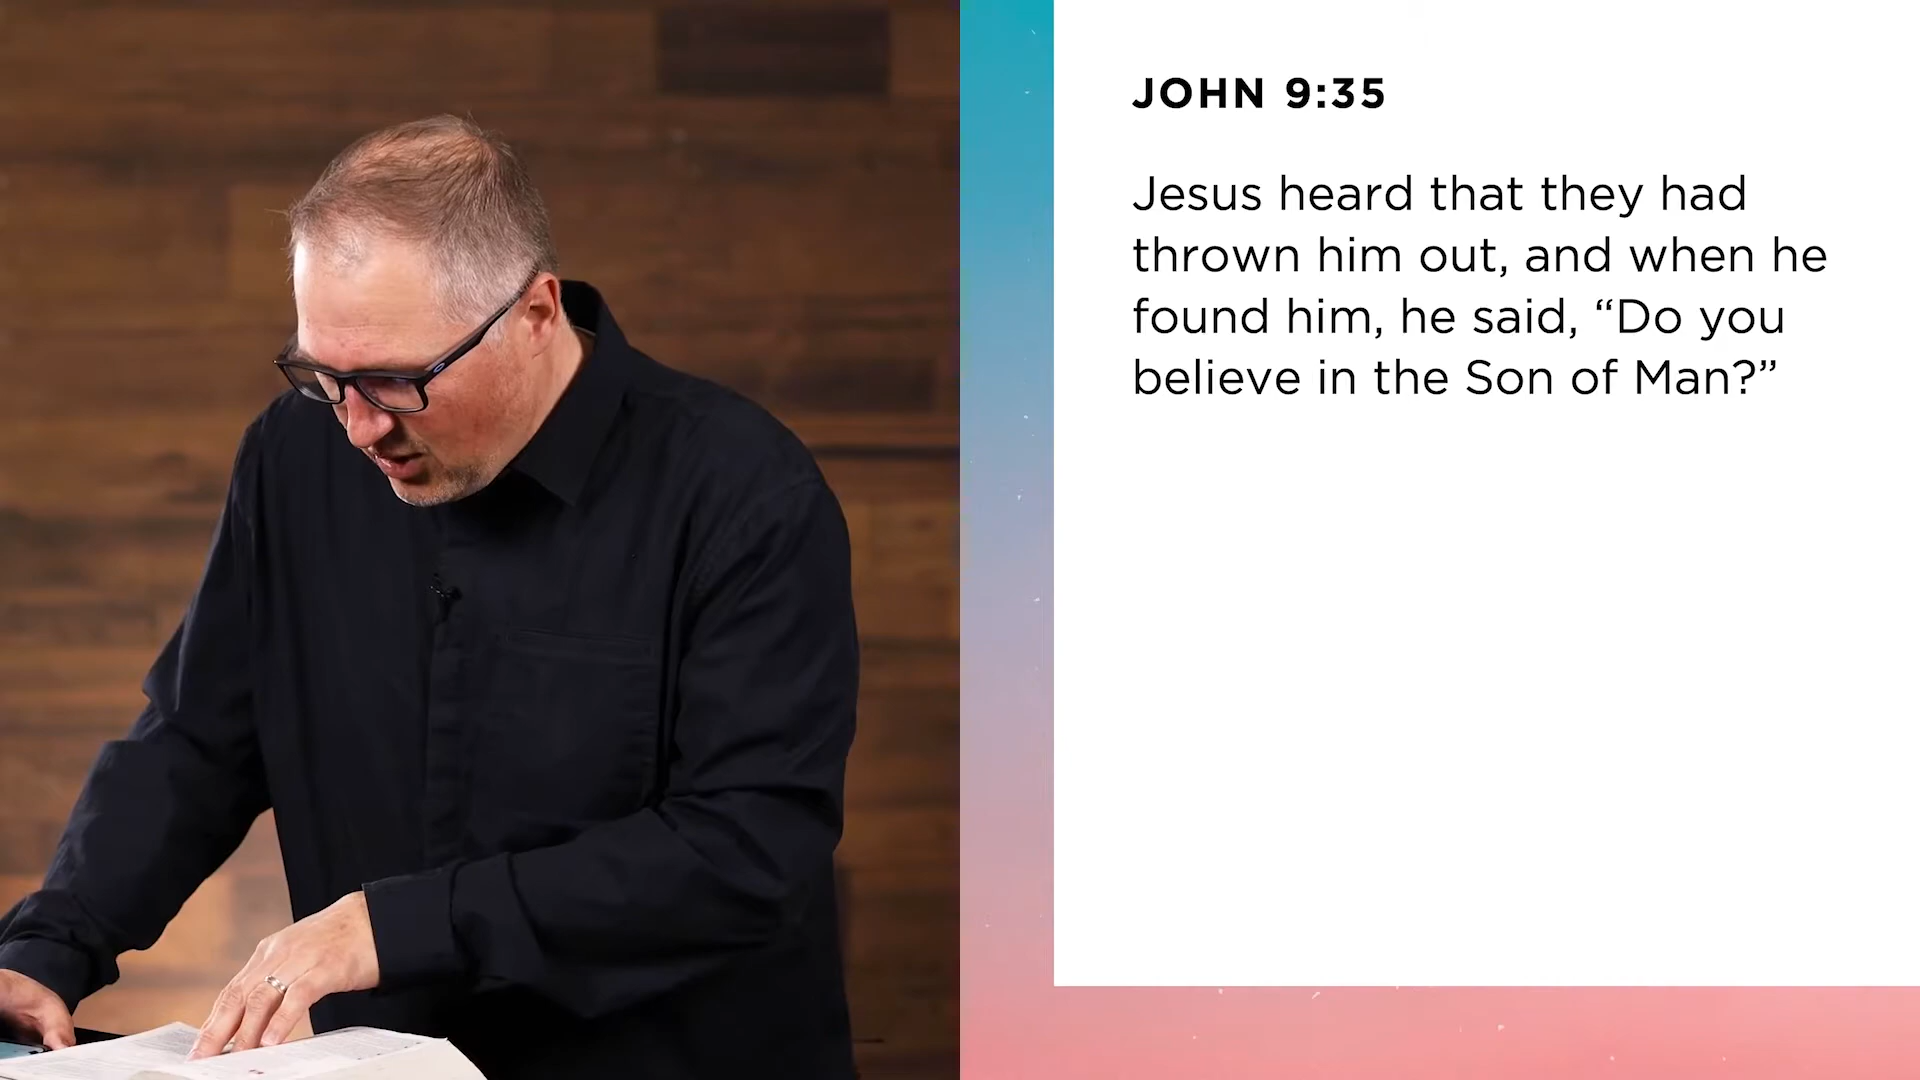 JOHN 9:35
Jesus heard that they had
thrown him out, and when he
found him, he said, “Do you
believe in the Son of Man?”